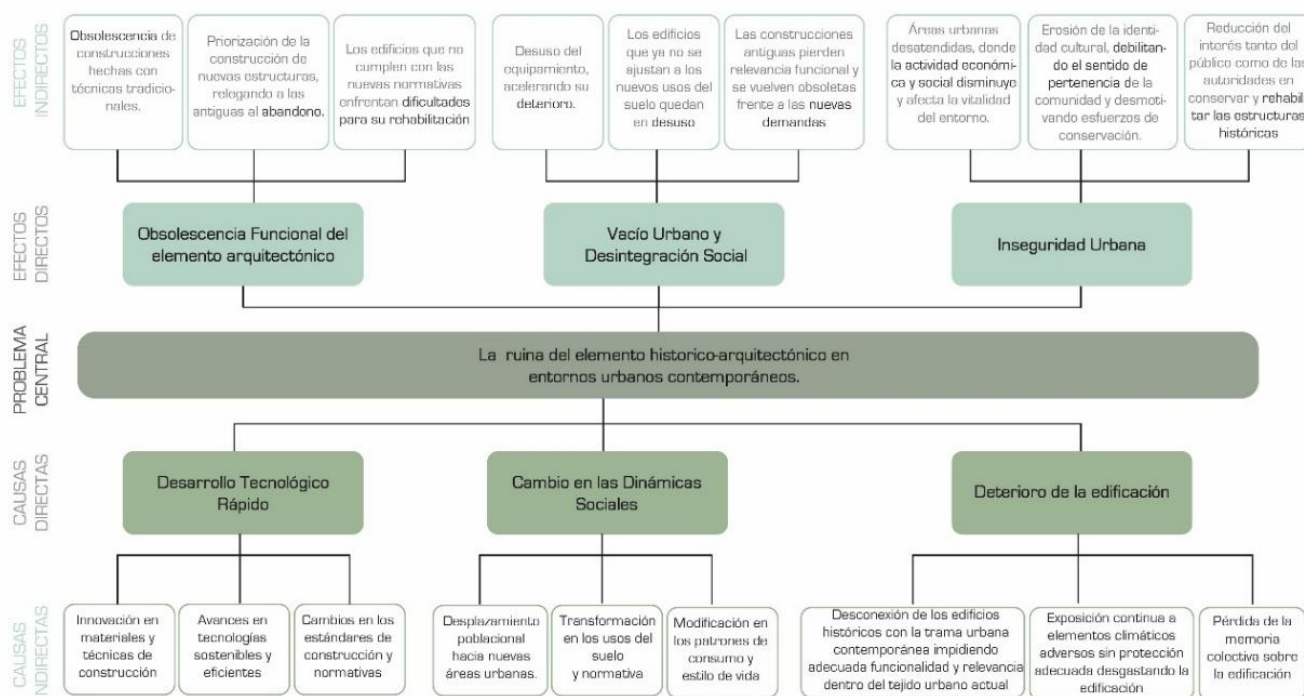 EFECTOS
INDIRECTOS
Obsolescencia de
construcciones
hechas con
técnicas tradicio-
nales.
Priorización de la
construcción de
nuevas estructuras,
relegando a las
antiguas al abandono.
Los edificios que no
cumplen con las
nuevas normativas
enfrentan dificultades
para su rehabilitación
Desuso del
equipamiento,
acelerando su
deterioro.
Los edificios
que ya no se
ajustan a los
nuevos usos del
suelo quedan
en desuso
Las construcciones
antiguas pierden
relevancia funcional y
se vuelven obsoletas
frente a las nuevas
demandas
Áreas urbanas
desatendidas, donde
la actividad económi-
ca y social disminuye
y afecta la vitalidad
del entorno.
Erosión de la identi-
dad cultural, debilitan-
do el sentido de
pertenencia de la
comunidad y desmoti-
vando esfuerzos de
conservación.
Reducción del
interés tanto del
público como de las
autoridades en
conservar y rehabil
tar las estructuras
históricas
EFECTOS
DIRECTOS
Obsolescencia Funcional del
elemento arquitectónico
Vacío Urbano y
Desintegración Social
Inseguridad Urbana
PROBLEMA
CENTRAL
La ruina del elemento historico-arquitectónico en
entornos urbanos contemporáneos.
CAUSAS
DIRECTAS
Desarrollo Tecnológico
Rápido
Cambio en las Dinámicas
Sociales
Deterioro de la edificación
CAUSAS
NDIRECTAS
Innovación en
materiales y
técnicas de
construcción
Avances en
tecnologías
sostenibles y
eficientes
Cambios en los
estándares de
construcción y
normativas
Desplazamiento
poblacional
hacia nuevas
áreas urbanas.
Transformación
en los usos del
suelo
y normativa
Modificación en
los patrones de
consumo y
estilo de vida
Desconexión de los edificios
históricos con la trama urbana
contemporánea impidiendo
adecuada funcionalidad y relevancia
dentro del tejido urbano actual
Exposición continua a
elementos climáticos
adversos sin protección
adecuada desgastando la
edificación
Pérdida de la
memoria
colectiva sobre
la edificación